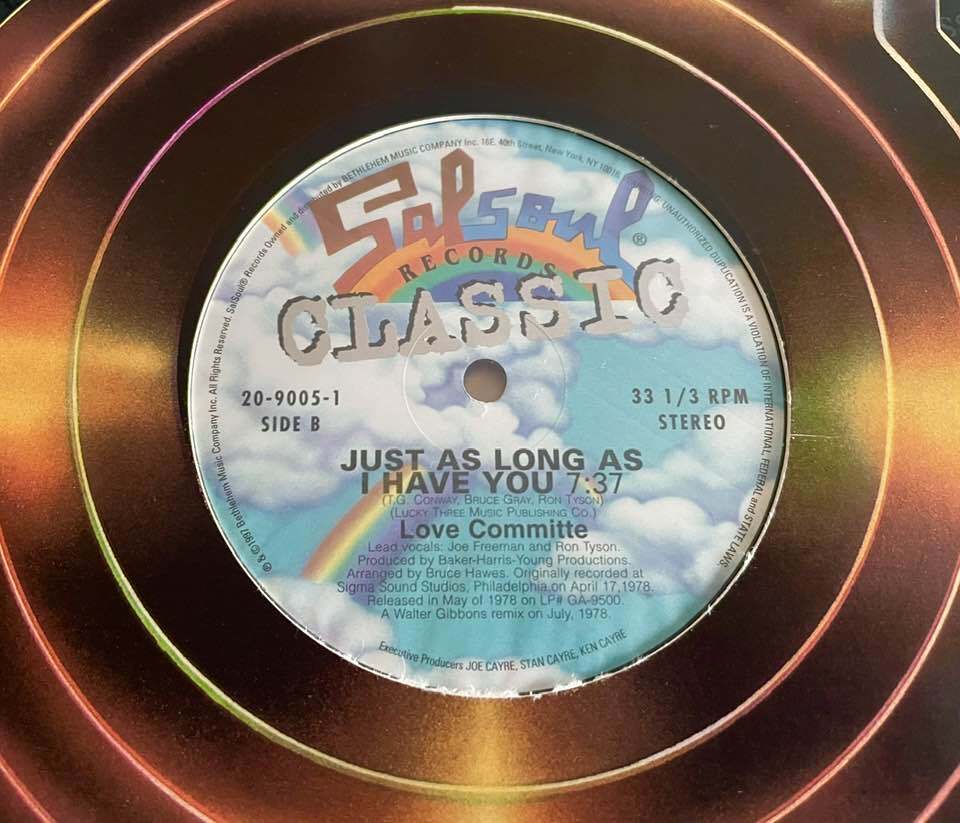 SalSoul® Records Owned and distributed by BETHLEHEM MUSIC COMPANY Inc. 16E. 40th Street, New York, NY 10016
UNAUTHORIZED DUPLICATION IS A VIOLATION OF INTERNATIONAL, FEDERAL and STATE LAWS.
℗ & © 1997 Bethlehem Music Company Inc. All Rights Reserved.
Salsoul®
RECORDS
CLASSIC
20-9005-1
SIDE B
33 1/3 RPM
STEREO
JUST AS LONG AS
I HAVE YOU 7:37
(T.G. CONWAY, BRUCE GRAY, RON TYSON)
(LUCKY THREE MUSIC PUBLISHING CO.)
Love Committe
Lead vocals: Joe Freeman and Ron Tyson.
Produced by Baker-Harris-Young Productions.
Arranged by Bruce Hawes. Originally recorded at
Sigma Sound Studios, Philadelphia on April 17,1978.
Released in May of 1978 on LP# GA-9500.
A Walter Gibbons remix on July, 1978.
Executive Producers JOE CAYRE, STAN CAYRE, KEN CAYRE